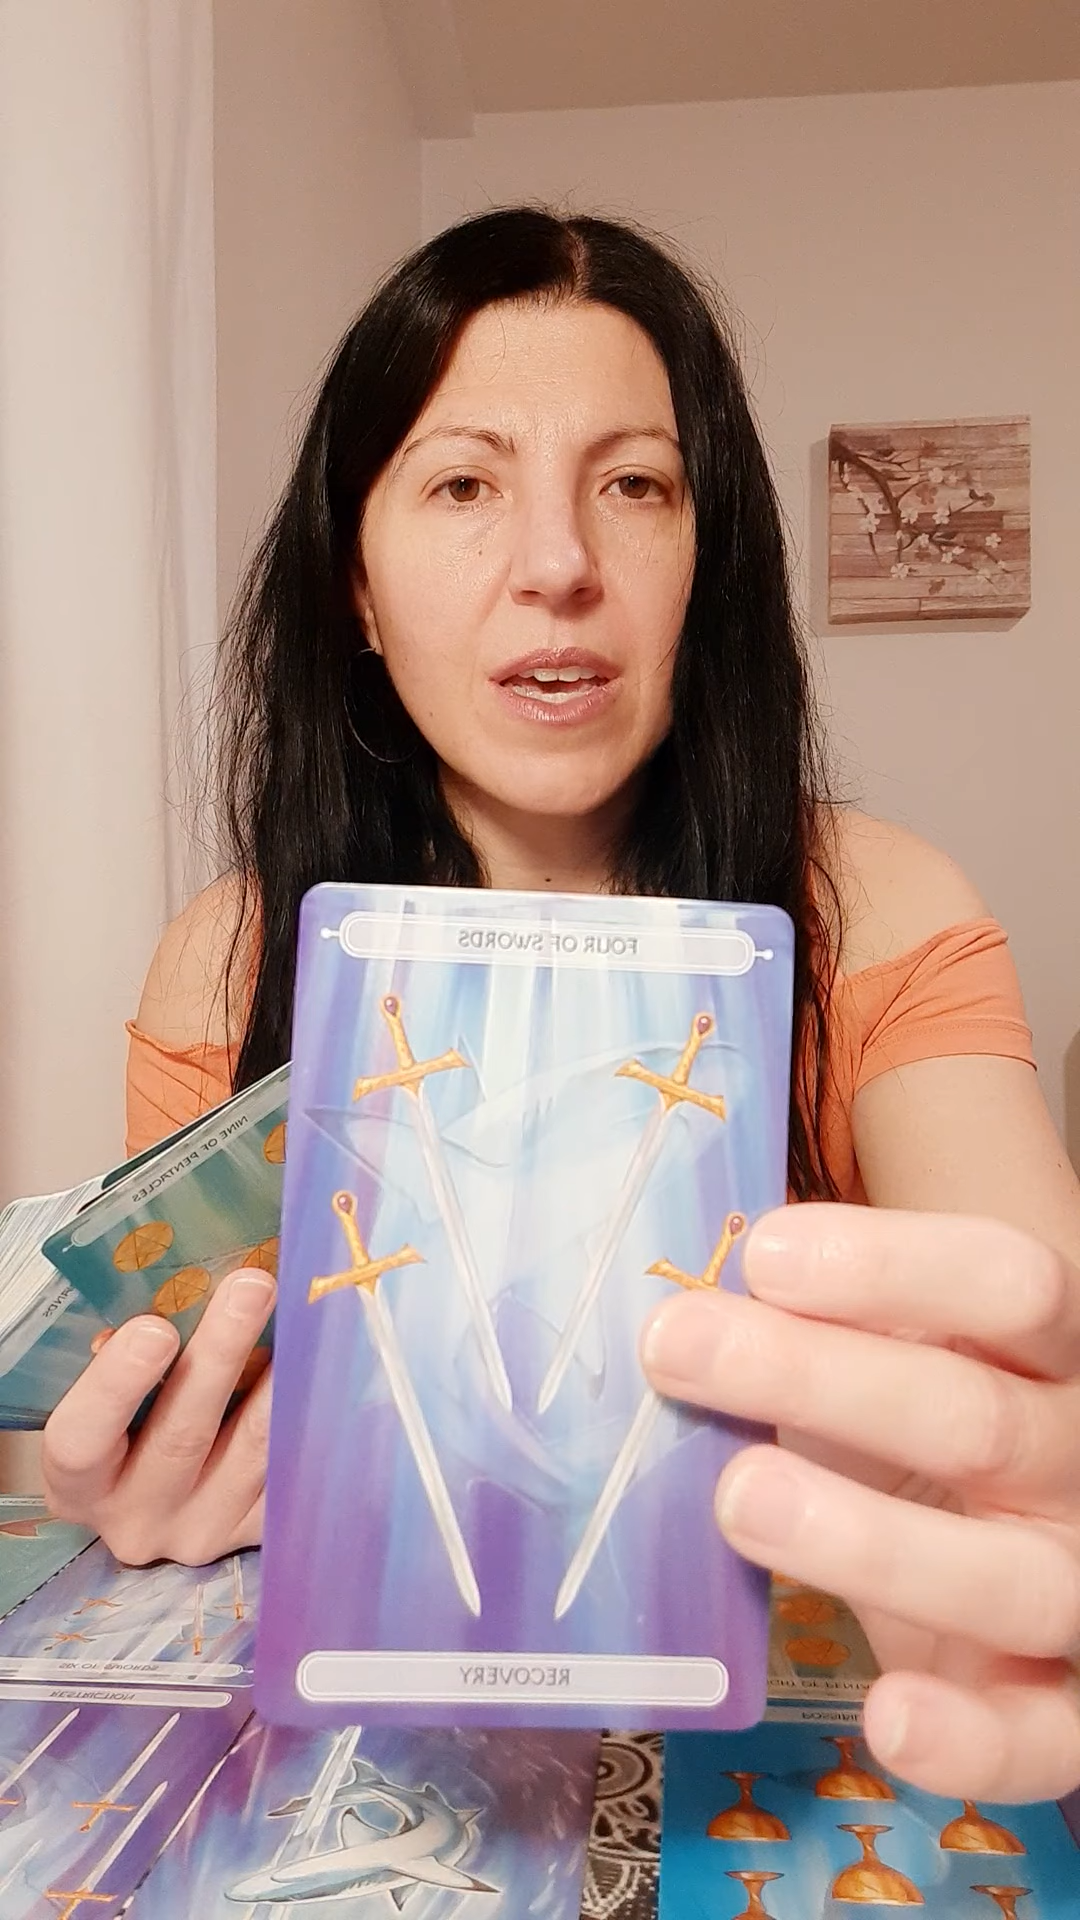 FOUR OF SWORDS
NINE OF PENTACLES
RECOVERY
SIX OF SWORDS
RESTRICTION